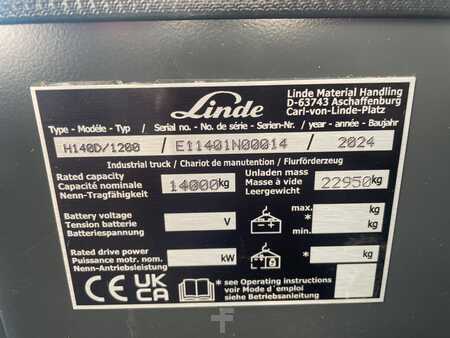 Linde
Linde Material Handling
D-63743 Aschaffenburg
Carl-von-Linde-Platz
Type - Modéle - Typ / Serial no. - No. de série - Serien-Nr. / year - année - Baujahr
H140D/1200 / E11401N00014 / 2024
Industrial truck / Chariot de manutention / Flurförderzeug
Rated capacity
Capacité nominale
Nenn-Tragfähigkeit
14000 kg
Unladen mass
Masse à vide
Leergewicht
22950 kg
Battery voltage
Tension batterie
Batteriespannung
V
max.
*
min.
kg
kg
Rated drive power
Puissance motr. nom.
Nenn-Antriebsleistung
kW
* kg
CE UK
CA
* see Operating instructions
voir Mode d'emploi
siehe Betriebsanleitung